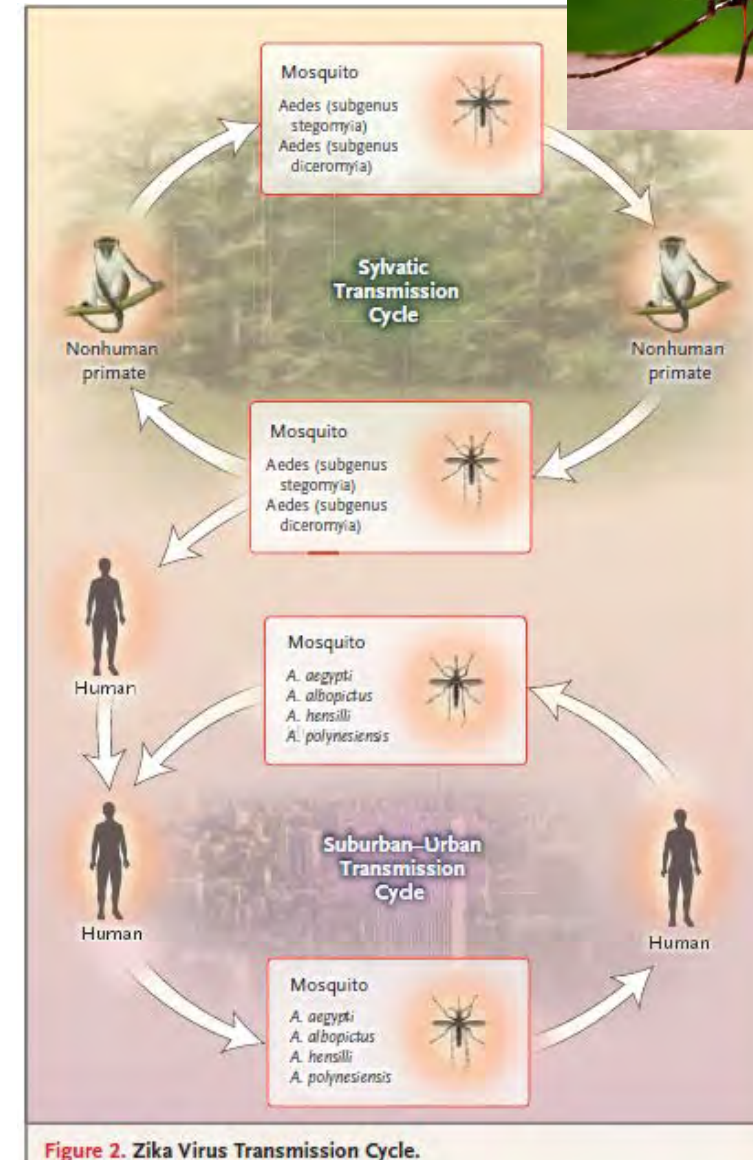 Mosquito
Aedes (subgenus
stegomyia)
Aedes (subgenus
diceromyia)
Sylvatic
Transmission
Cycle
Nonhuman
primate
Nonhuman
primate
Mosquito
Aedes (subgenus
stegomyia)
Aedes (subgenus
diceromyia)
Human
Mosquito
A. aegypti
A. albopictus
A. hensilli
A. polynesiensis
Suburban–Urban
Transmission
Cycle
Human
Human
Mosquito
A. aegypti
A. albopictus
A. hensilli
A. polynesiensis
Figure 2. Zika Virus Transmission Cycle.